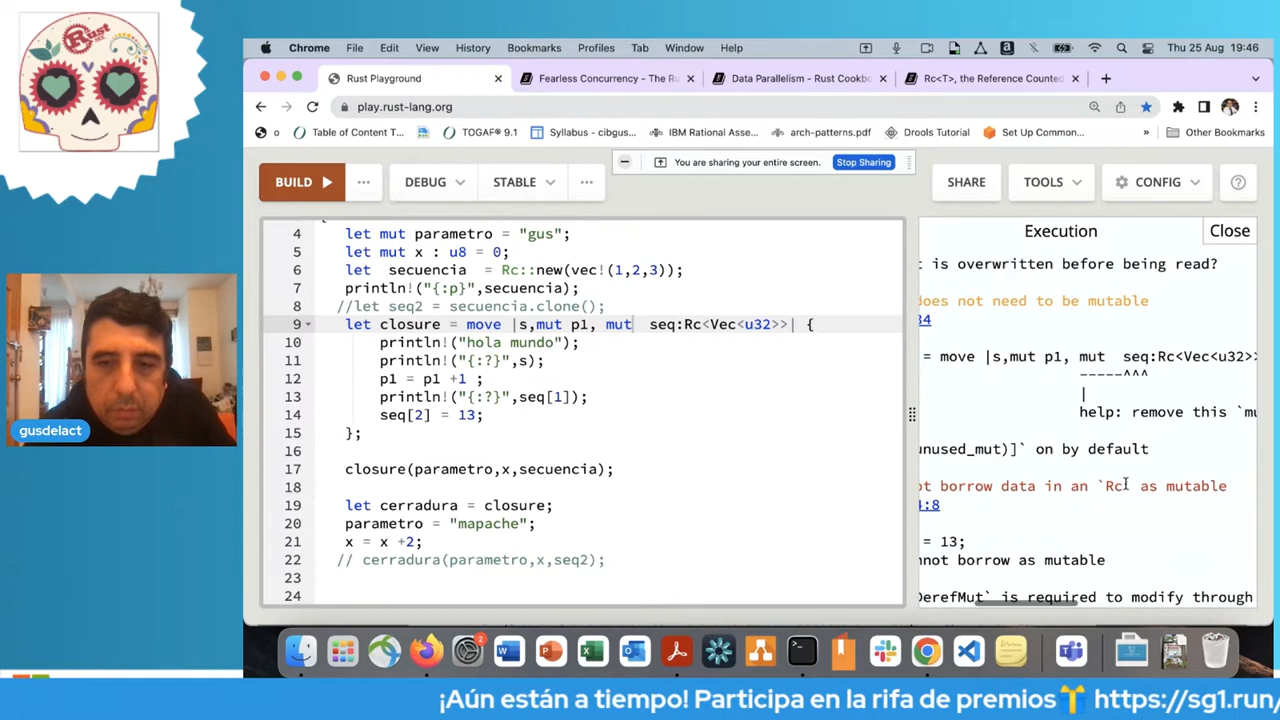 Rust
MX
Chrome File Edit View History Bookmarks Profiles Tab Window Help
Thu 25 Aug 19:46
Rust Playground
Fearless Concurrency - The Ru
Data Parallelism - Rust Cookbo
Rc<T>, the Reference Counted
play.rust-lang.org
o
Table of Content T...
TOGAF® 9.1
Syllabus - cibgus...
IBM Rational Asse...
arch-patterns.pdf
Drools Tutorial
Set Up Common...
»
Other Bookmarks
You are sharing your entire screen.
Stop Sharing
BUILD
DEBUG
STABLE
SHARE
TOOLS
CONFIG
4 let mut parametro = "gus";
5 let mut x : u8 = 0;
6 let  secuencia  = Rc::new(vec!(1,2,3));
7 println!("{:p}",secuencia);
8 //let seq2 = secuencia.clone();
9 let closure = move |s,mut p1, mut  seq:Rc<Vec<u32>>| {
10 println!("hola mundo");
11 println!("{:?}",s);
12 p1 = p1 +1 ;
13 println!("{:?}",seq[1]);
14 seq[2] = 13;
15 };
16
17 closure(parametro,x,secuencia);
18
19 let cerradura = closure;
20 parametro = "mapache";
21 x = x +2;
22 // cerradura(parametro,x,seq2);
23
24
Execution
Close
t is overwritten before being read?
does not need to be mutable
34
= move |s,mut p1, mut  seq:Rc<Vec<u32>>
-----^^^
|
help: remove this `mu
unused_mut)]` on by default
ot borrow data in an `Rc` as mutable
4:8
= 13;
nnot borrow as mutable
DerefMut` is required to modify through
gusdelact
2
¡Aún están a tiempo! Participa en la rifa de premios🎁 https://sg1.run/